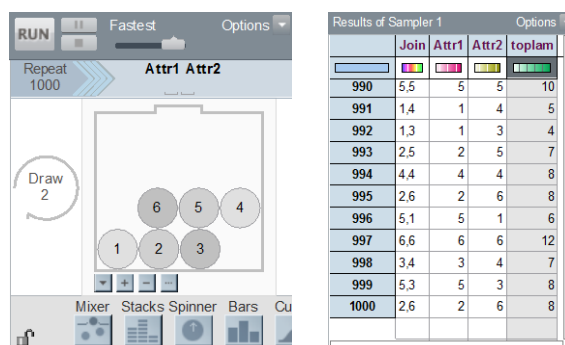 RUN Fastest Options
Repeat 1000 Attr1 Attr2
Draw 2
6 5 4
1 2 3
Mixer Stacks Spinner Bars Cu
Results of Sampler 1 Options
Join Attr1 Attr2 toplam
990 5,5 5 5 10
991 1,4 1 4 5
992 1,3 1 3 4
993 2,5 2 5 7
994 4,4 4 4 8
995 2,6 2 6 8
996 5,1 5 1 6
997 6,6 6 6 12
998 3,4 3 4 7
999 5,3 5 3 8
1000 2,6 2 6 8